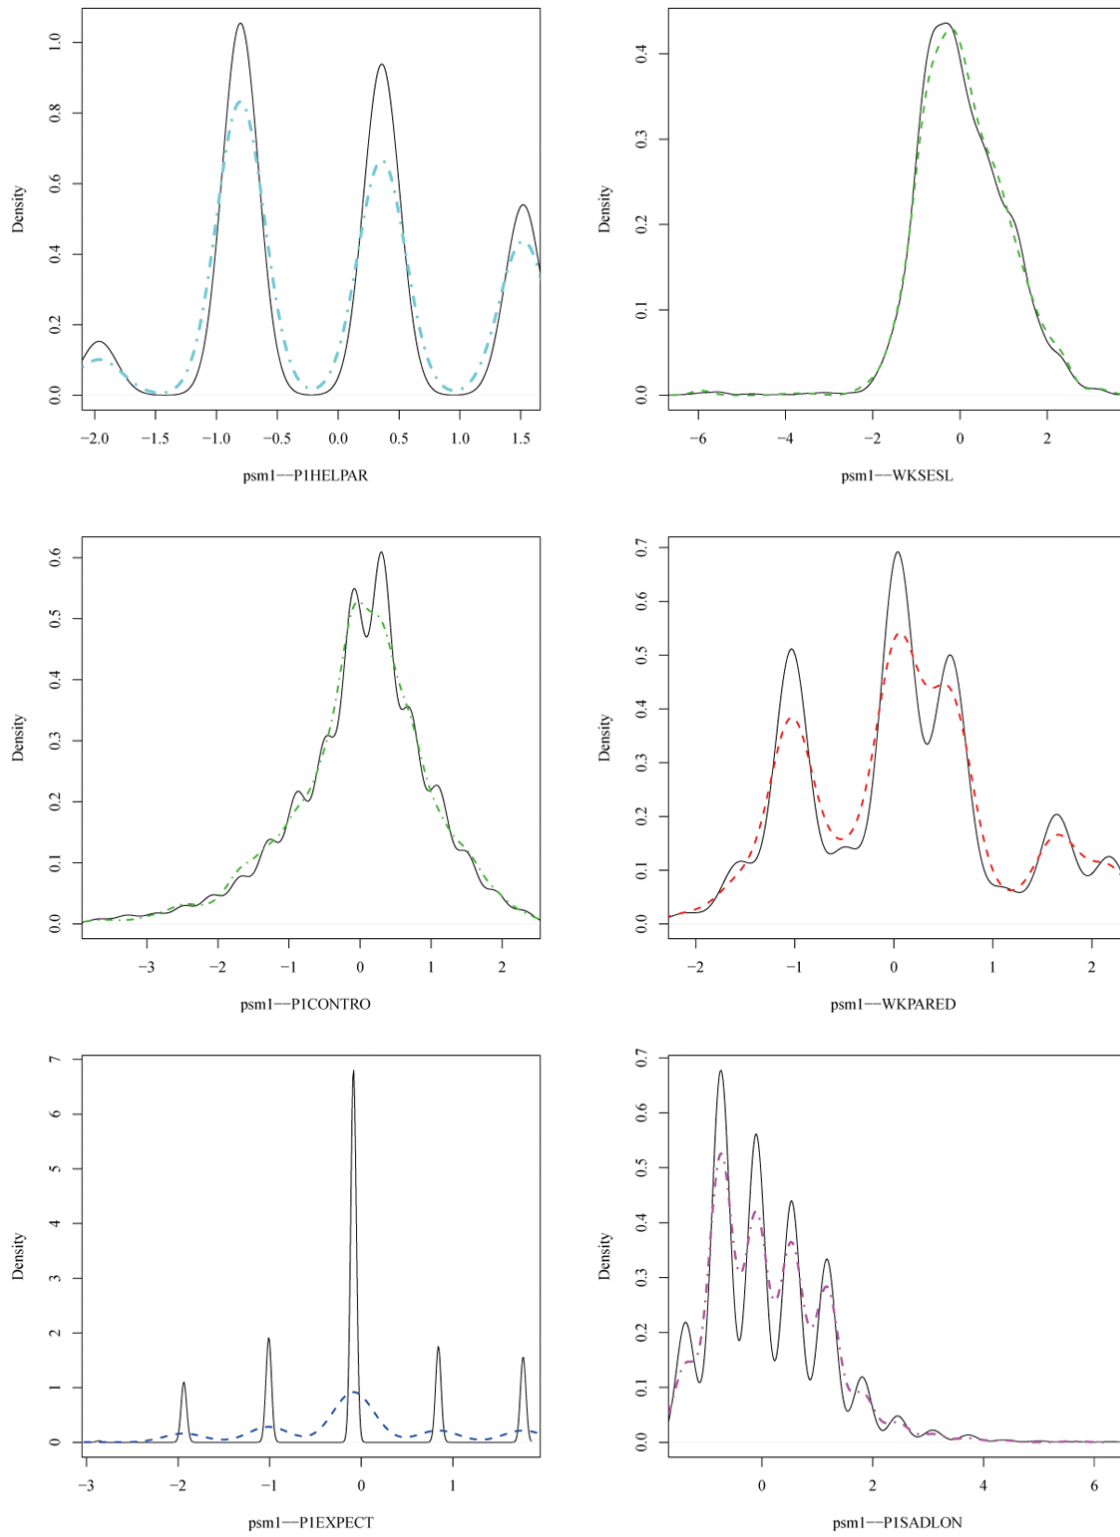 Density
0.0 0.2 0.4 0.6 0.8 1.0
−2.0 −1.5 −1.0 −0.5 0.0 0.5 1.0 1.5
psm1−−P1HELPAR
Density
0.0 0.1 0.2 0.3 0.4
−6 −4 −2 0 2
psm1−−WKSESL
Density
0.0 0.1 0.2 0.3 0.4 0.5 0.6
−3 −2 −1 0 1 2
psm1−−P1CONTRO
Density
0.0 0.1 0.2 0.3 0.4 0.5 0.6 0.7
−2 −1 0 1 2
psm1−−WKPARED
Density
0 1 2 3 4 5 6 7
−3 −2 −1 0 1
psm1−−P1EXPECT
Density
0.0 0.1 0.2 0.3 0.4 0.5 0.6 0.7
0 2 4 6
psm1−−P1SADLON